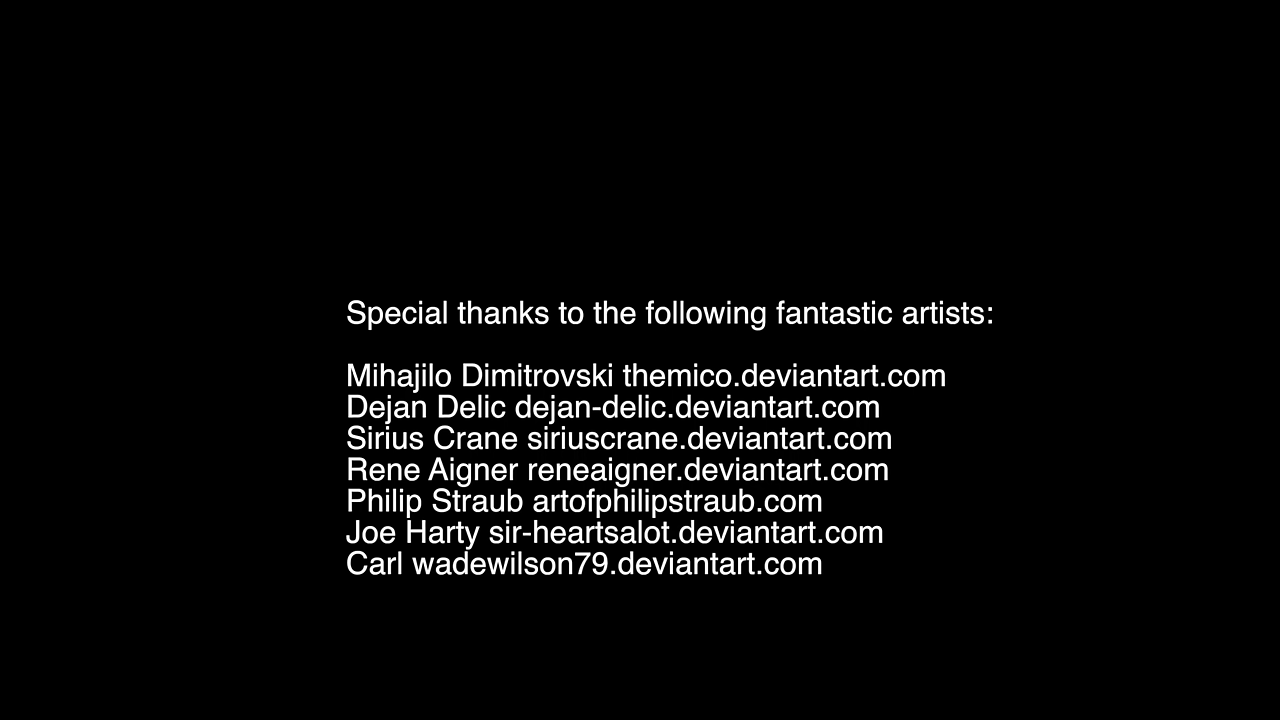 Special thanks to the following fantastic artists:
Mihajilo Dimitrovski themico.deviantart.com
Dejan Delic dejan-delic.deviantart.com
Sirius Crane siriuscrane.deviantart.com
Rene Aigner reneaigner.deviantart.com
Philip Straub artofphilipstraub.com
Joe Harty sir-heartsalot.deviantart.com
Carl wadewilson79.deviantart.com